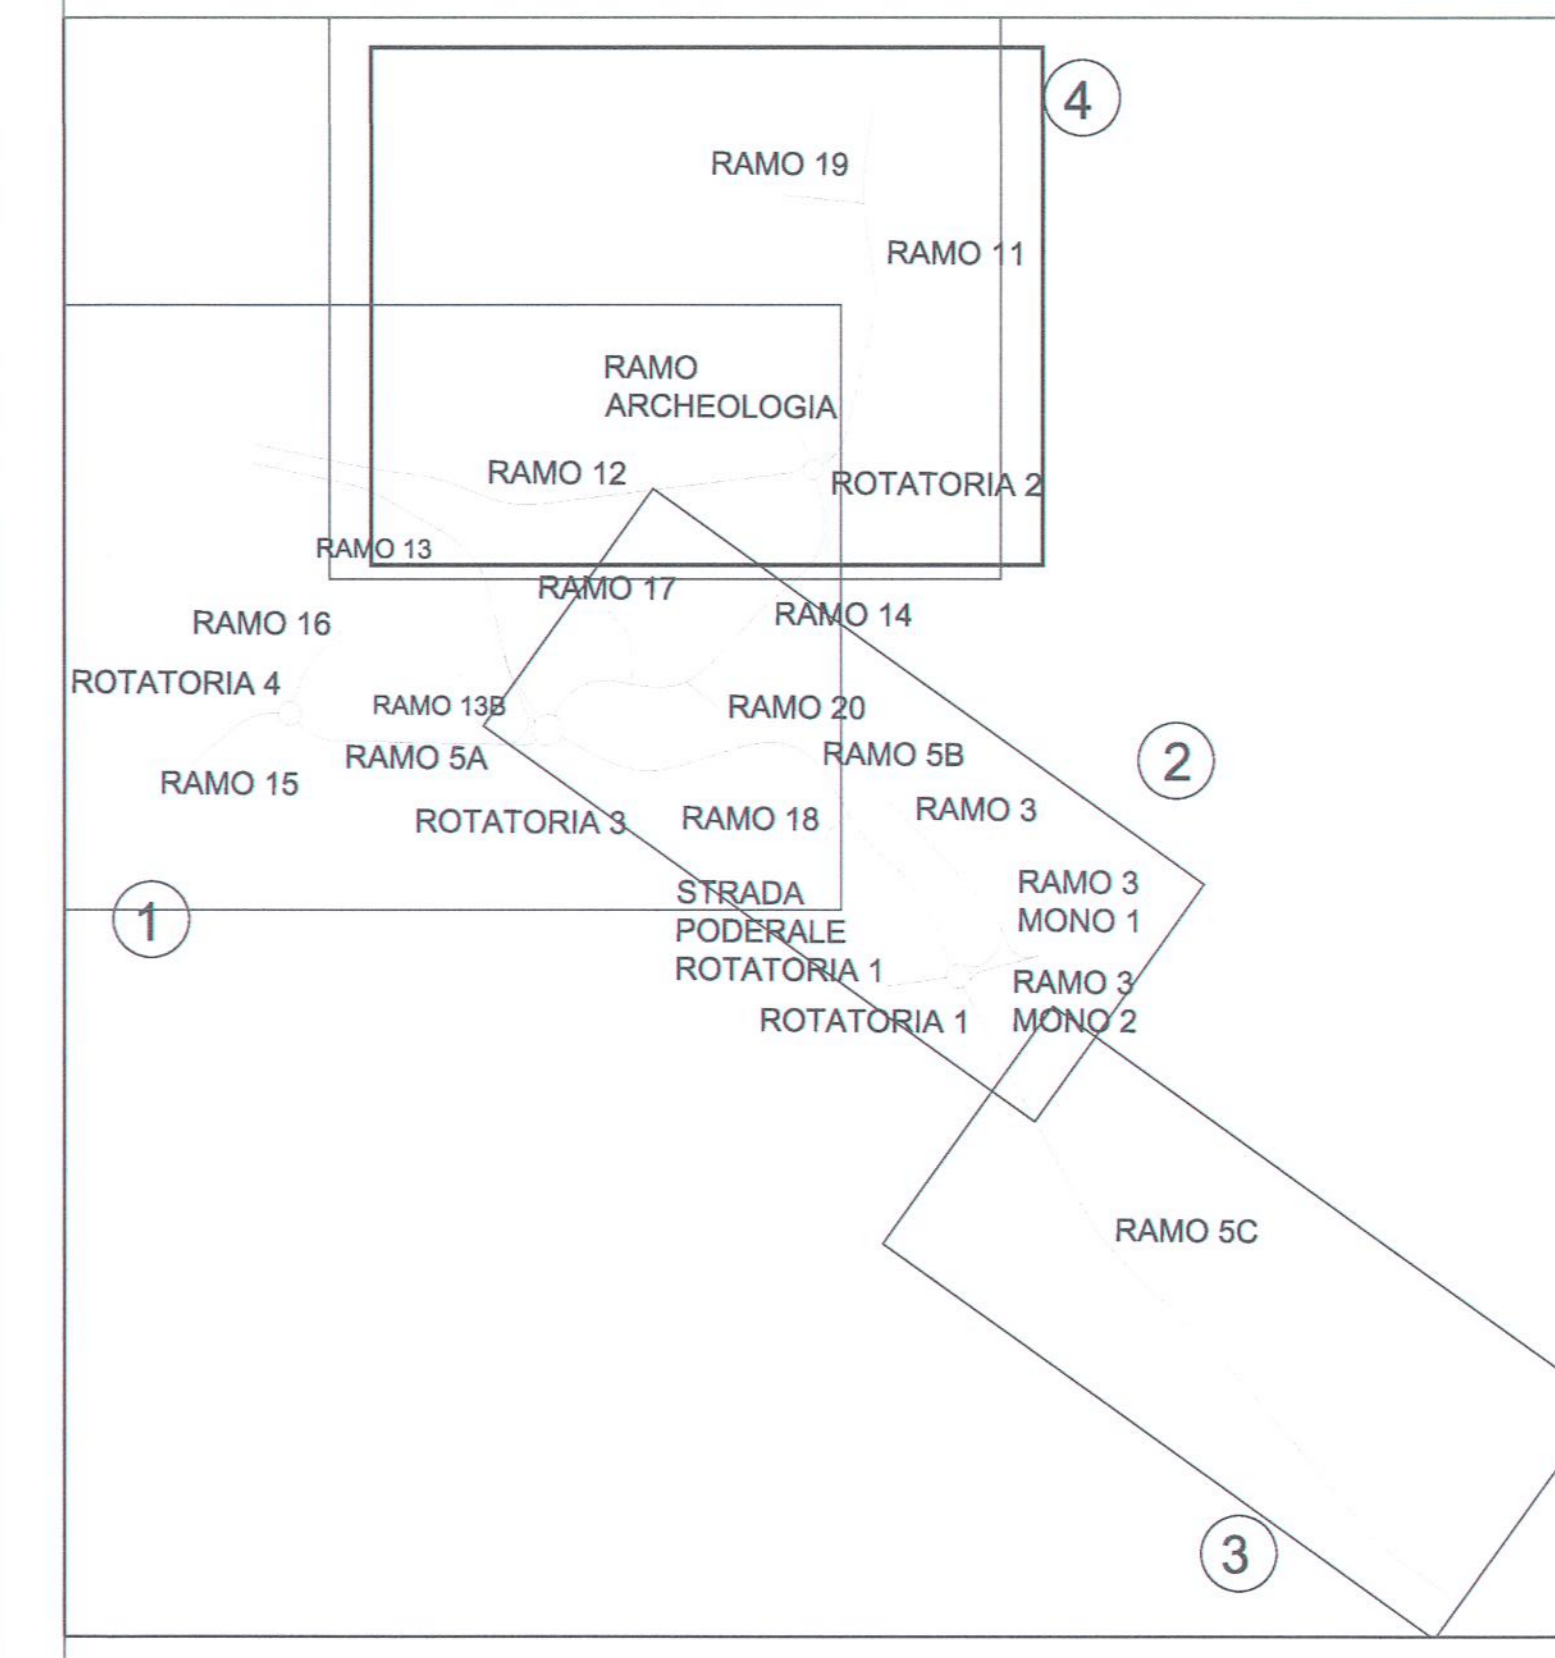 4
RAMO 19
RAMO 11
RAMO
ARCHEOLOGIA
RAMO 12
ROTATORIA 2
RAMO 13
RAMO 17
RAMO 14
RAMO 16
ROTATORIA 4
RAMO 13B
RAMO 20
RAMO 5A
RAMO 5B
2
RAMO 15
RAMO 3
ROTATORIA 3
RAMO 18
RAMO 3
MONO 1
STRADA
PODERALE
ROTATORIA 1
1
RAMO 3
MONO 2
ROTATORIA 1
RAMO 5C
3